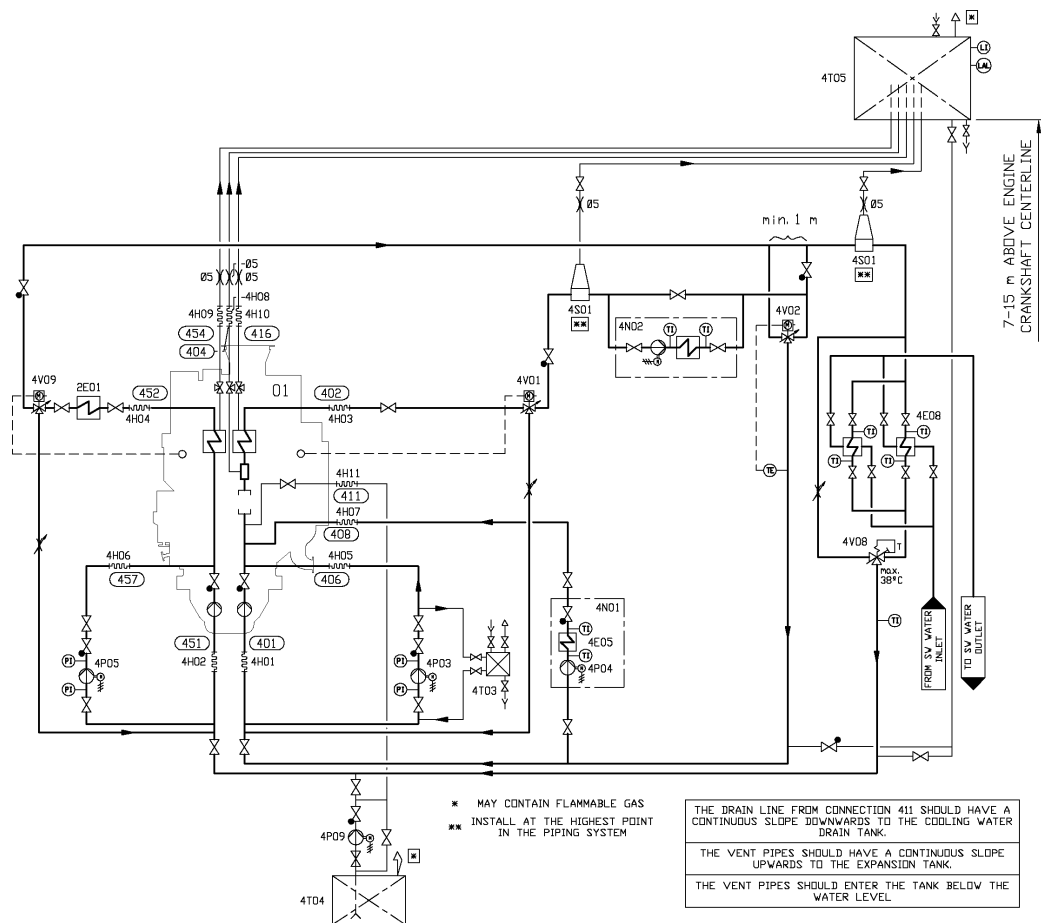 *
LI
LAL
4T05
7-15 m ABOVE ENGINE
CRANKSHAFT CENTERLINE
Ø5
Ø5
min. 1 m
4S01
**
4S01
**
Ø5
Ø5
Ø5
4H08
4H09
4H10
454
416
404
4V02
M
4N02
TI
TI
M
4V09
M
2E01
452
4H04
01
402
4H03
4V01
M
4E08
TI
TI
TI
TI
TE
4H11
411
4H07
408
4V08
T
max.
38°C
4H06
457
4H05
406
4N01
TI
4E05
TI
4P04
M
TI
451
401
4H02
4H01
PI
4P05
M
PI
PI
4P03
M
PI
4T03
FROM SW WATER
INLET
TO SW WATER
OUTLET
* MAY CONTAIN FLAMMABLE GAS
** INSTALL AT THE HIGHEST POINT
IN THE PIPING SYSTEM
4P09
M
*
4T04
THE DRAIN LINE FROM CONNECTION 411 SHOULD HAVE A
CONTINUOUS SLOPE DOWNWARDS TO THE COOLING WATER
DRAIN TANK.
THE VENT PIPES SHOULD HAVE A CONTINUOUS SLOPE
UPWARDS TO THE EXPANSION TANK.
THE VENT PIPES SHOULD ENTER THE TANK BELOW THE
WATER LEVEL